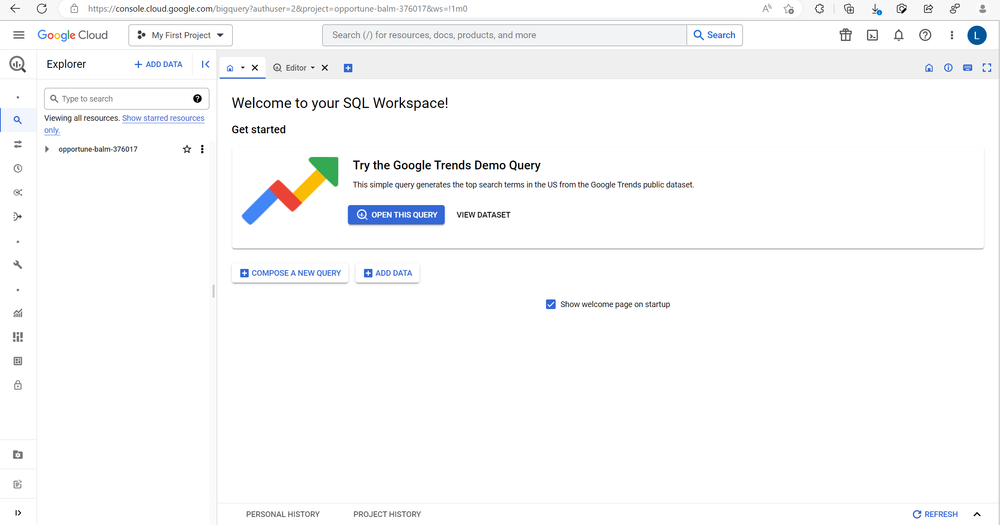 https://console.cloud.google.com/bigquery?authuser=2&project=opportune-balm-376017&ws=!1m0
Google Cloud
My First Project
Search (/) for resources, docs, products, and more
Search
L
Explorer
+ ADD DATA
Editor
Type to search
Viewing all resources. Show starred resources
only.
opportune-balm-376017
Welcome to your SQL Workspace!
Get started
Try the Google Trends Demo Query
This simple query generates the top search terms in the US from the Google Trends public dataset.
OPEN THIS QUERY
VIEW DATASET
COMPOSE A NEW QUERY
ADD DATA
Show welcome page on startup
PERSONAL HISTORY
PROJECT HISTORY
REFRESH